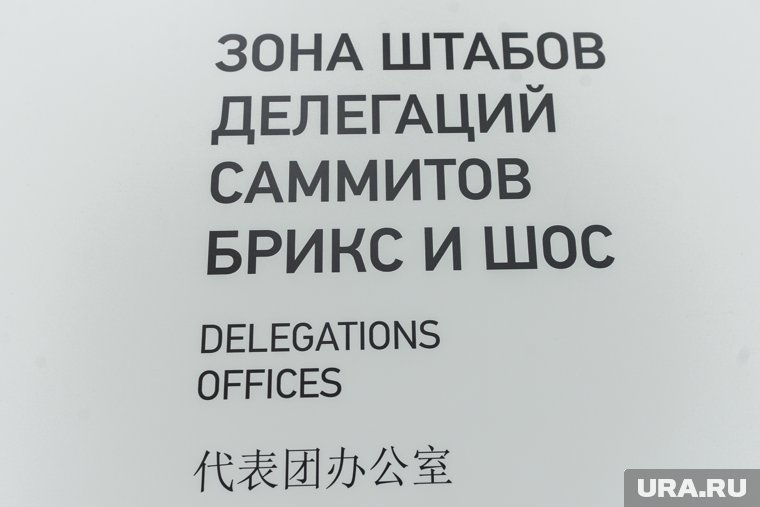 ЗОНА ШТАБОВ
ДЕЛЕГАЦИЙ
САММИТОВ
БРИКС И ШОС
DELEGATIONS
OFFICES
代表团办公室
URA.RU